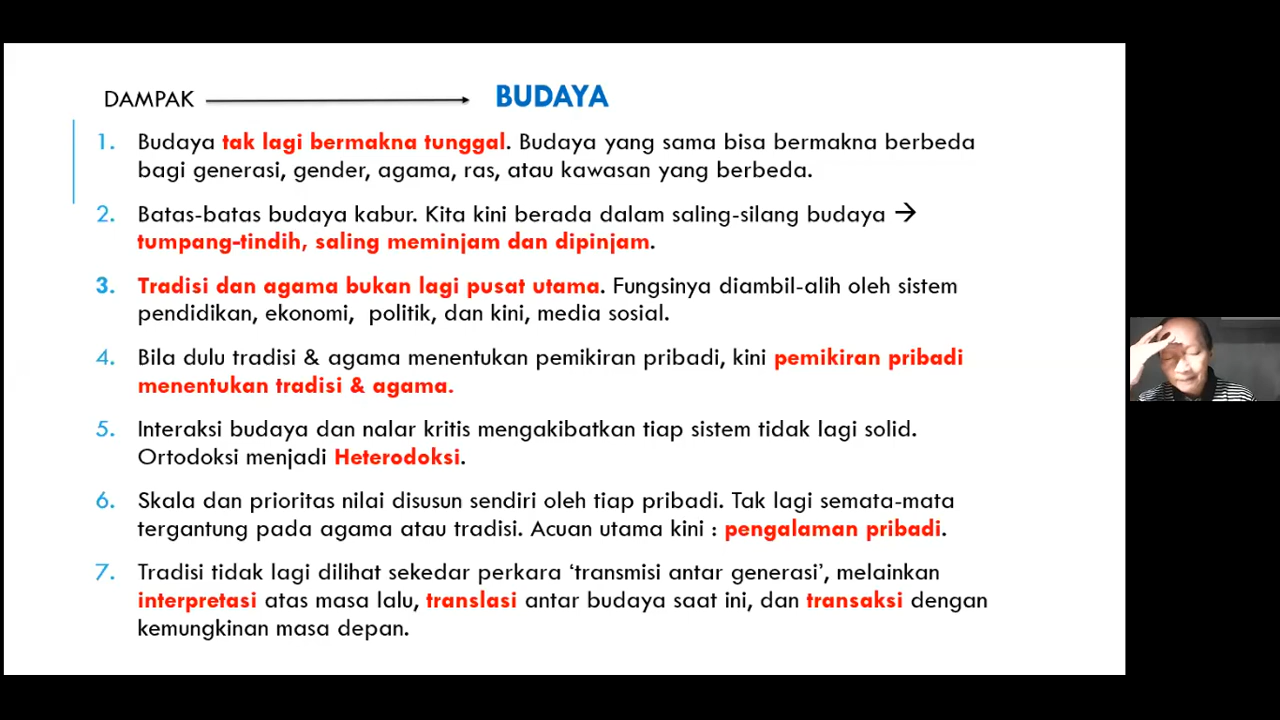 DAMPAK BUDAYA
1. Budaya tak lagi bermakna tunggal. Budaya yang sama bisa bermakna berbeda
bagi generasi, gender, agama, ras, atau kawasan yang berbeda.
2. Batas-batas budaya kabur. Kita kini berada dalam saling-silang budaya →
tumpang-tindih, saling meminjam dan dipinjam.
3. Tradisi dan agama bukan lagi pusat utama. Fungsinya diambil-alih oleh sistem
pendidikan, ekonomi, politik, dan kini, media sosial.
4. Bila dulu tradisi & agama menentukan pemikiran pribadi, kini pemikiran pribadi
menentukan tradisi & agama.
5. Interaksi budaya dan nalar kritis mengakibatkan tiap sistem tidak lagi solid.
Ortodoksi menjadi Heterodoksi.
6. Skala dan prioritas nilai disusun sendiri oleh tiap pribadi. Tak lagi semata-mata
tergantung pada agama atau tradisi. Acuan utama kini : pengalaman pribadi.
7. Tradisi tidak lagi dilihat sekedar perkara ‘transmisi antar generasi’, melainkan
interpretasi atas masa lalu, translasi antar budaya saat ini, dan transaksi dengan
kemungkinan masa depan.